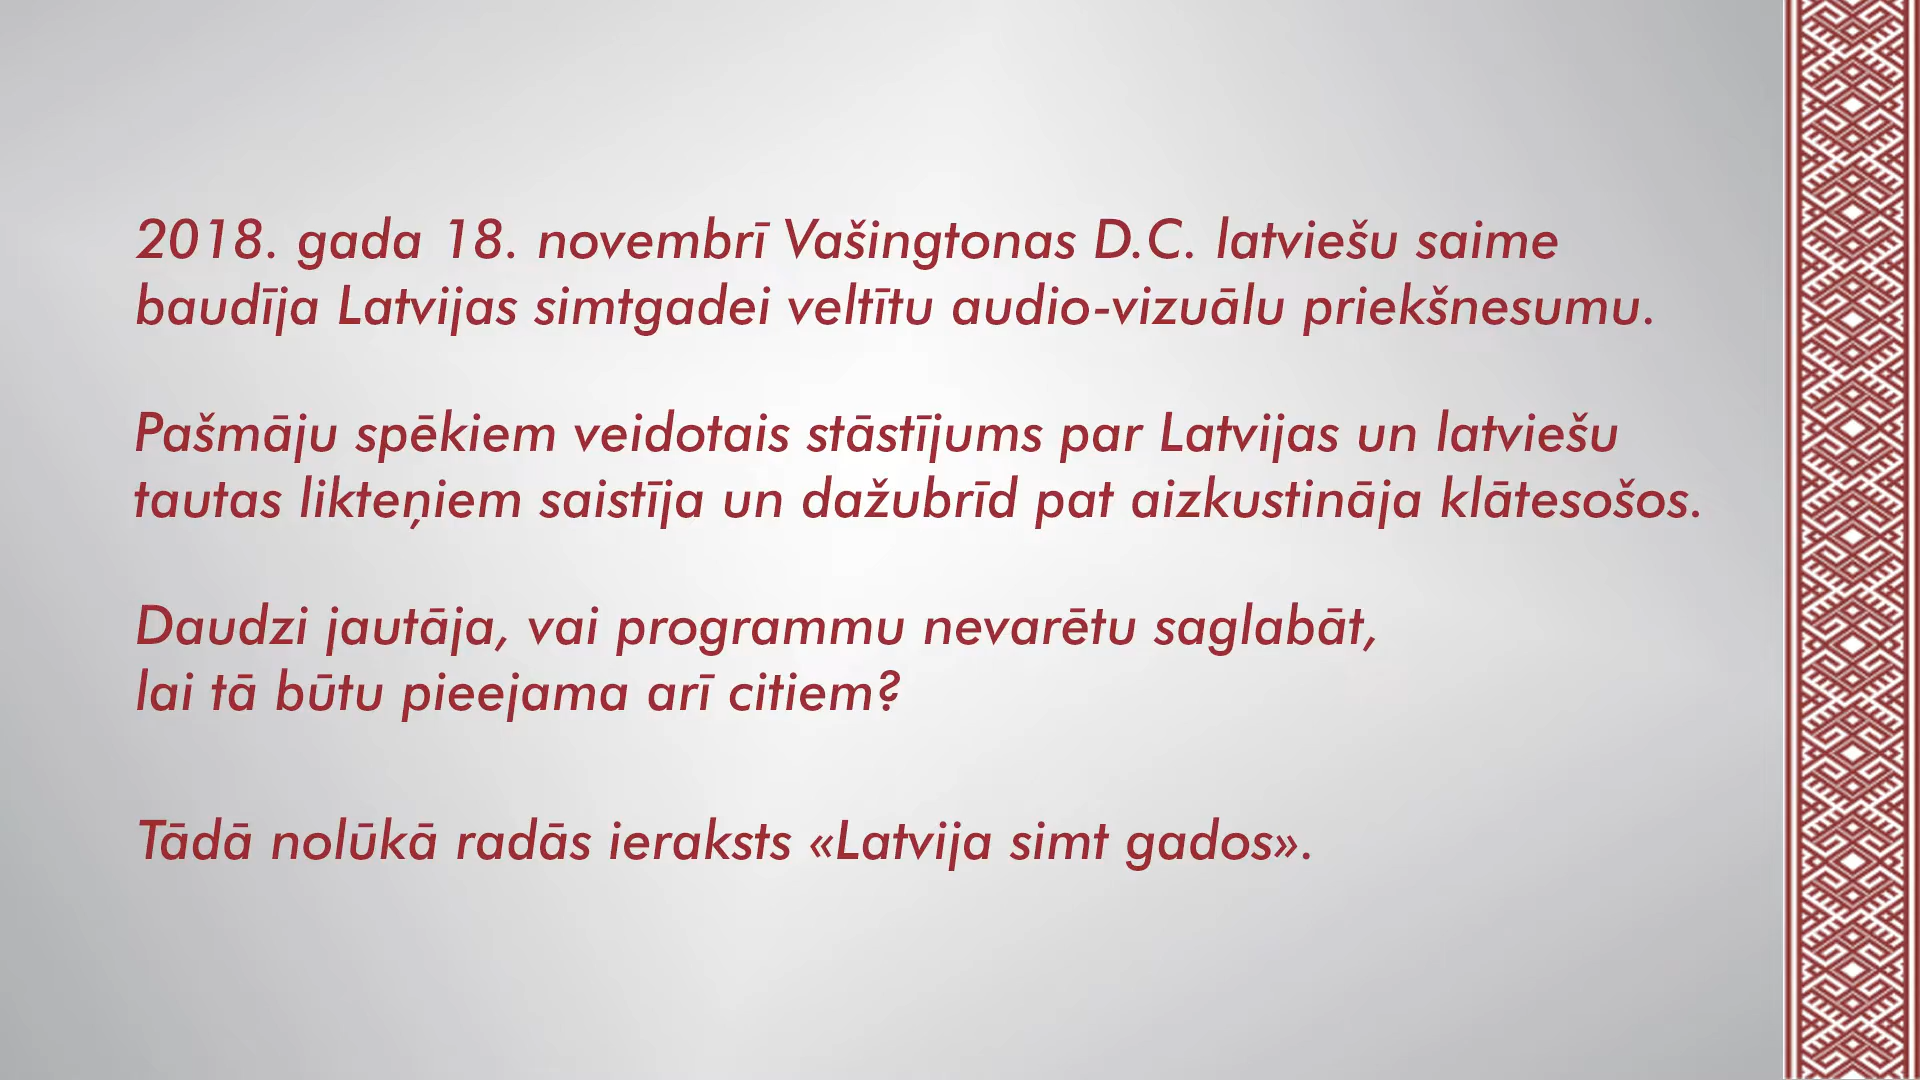 2018. gada 18. novembrī Vašingtonas D.C. latviešu saime
baudīja Latvijas simtgadei veltītu audio-vizuālu priekšnesumu.
Pašmāju spēkiem veidotais stāstījums par Latvijas un latviešu
tautas likteņiem saistīja un dažubrīd pat aizkustināja klātesošos.
Daudzi jautāja, vai programmu nevarētu saglabāt,
lai tā būtu pieejama arī citiem?
Tādā nolūkā radās ieraksts «Latvija simt gados».